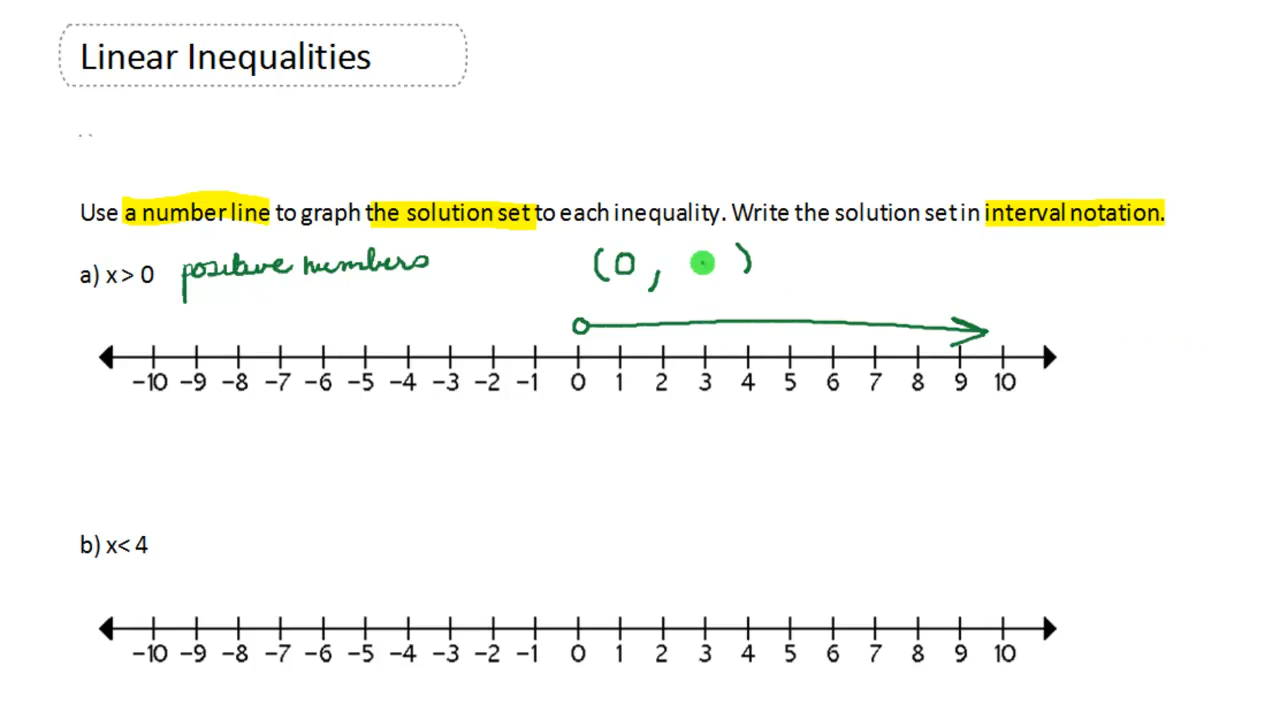 Linear Inequalities
Use a number line to graph the solution set to each inequality. Write the solution set in interval notation.
a) x > 0 positive numbers (0, )
-10 -9 -8 -7 -6 -5 -4 -3 -2 -1 0 1 2 3 4 5 6 7 8 9 10
b) x< 4
-10 -9 -8 -7 -6 -5 -4 -3 -2 -1 0 1 2 3 4 5 6 7 8 9 10